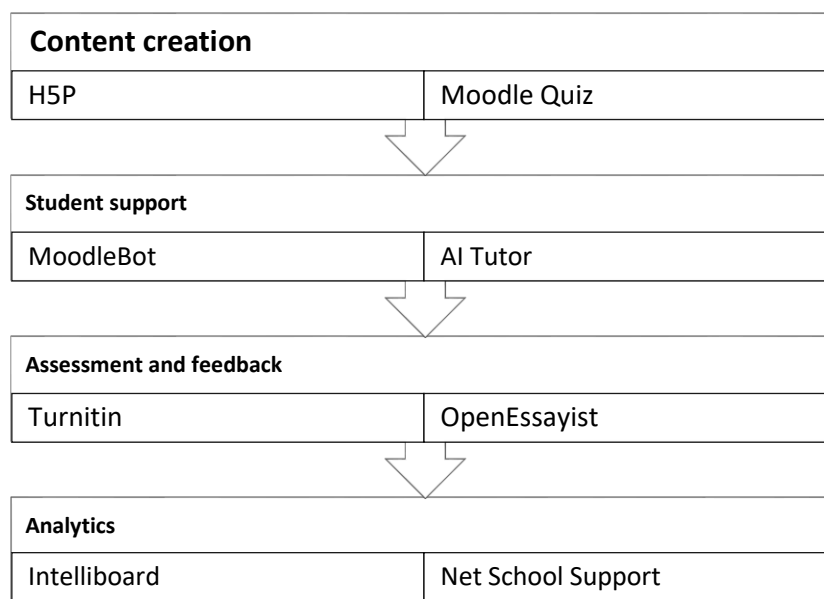 Content creation
H5P Moodle Quiz
Student support
MoodleBot AI Tutor
Assessment and feedback
Turnitin OpenEssayist
Analytics
Intelliboard Net School Support